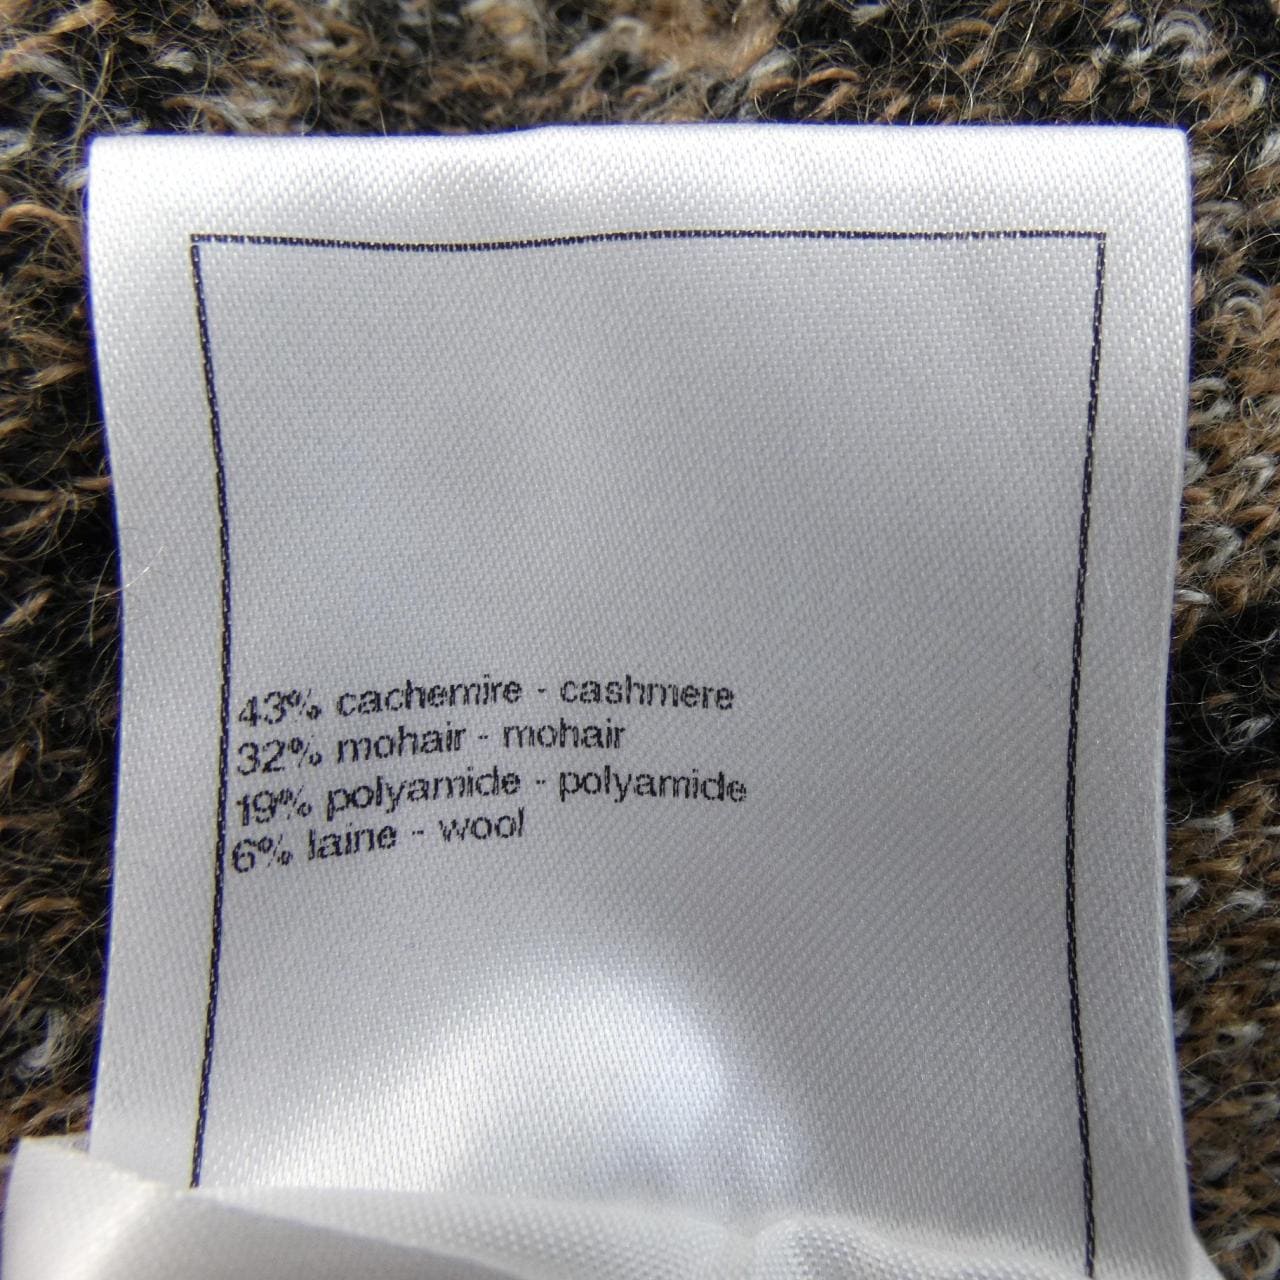 43% cachemire - cashmere
32% mohair - mohair
19% polyamide - polyamide
6% laine - wool